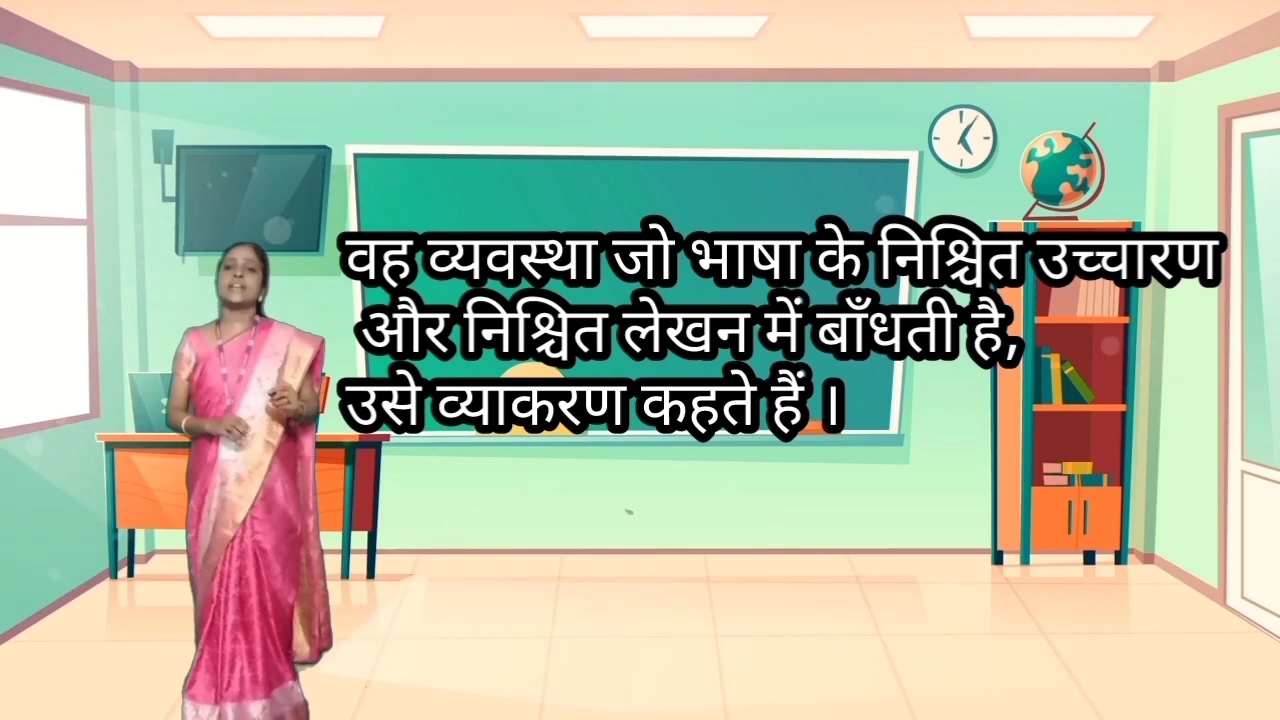 वह व्यवस्था जो भाषा के निश्चित उच्चारण
और निश्चित लेखन में बाँधती है,
उसे व्याकरण कहते हैं ।